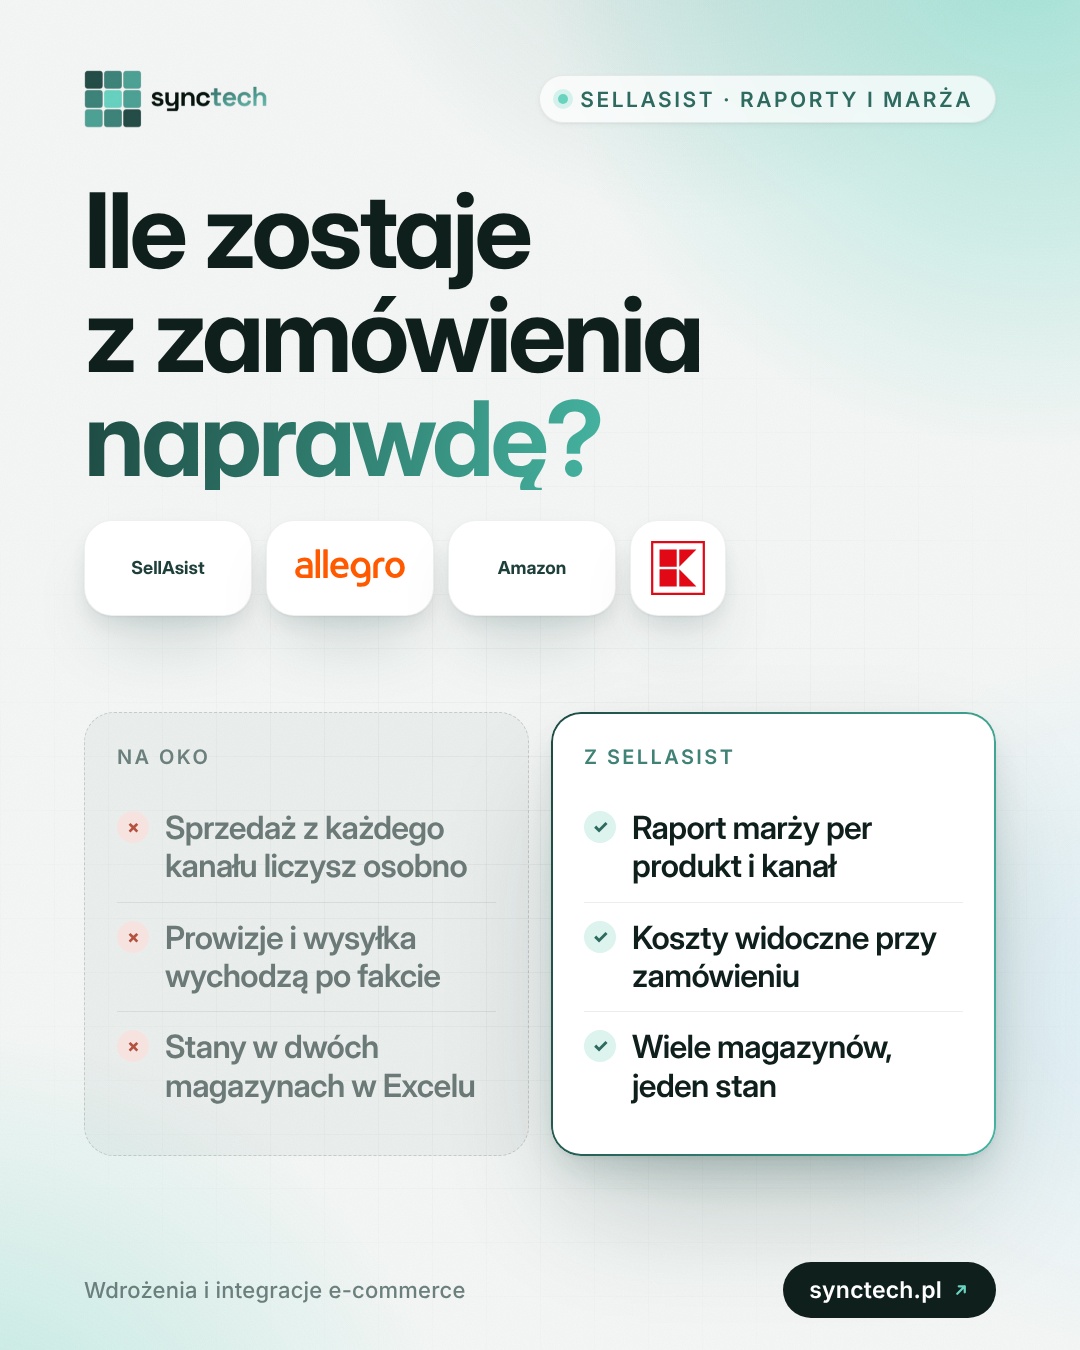 synctech
SELLASIST · RAPORTY I MARŻA
Ile zostaje
z zamówienia
naprawdę?
SellAsist
allegro
Amazon
K
NA OKO
Sprzedaż z każdego
kanału liczysz osobno
Prowizje i wysyłka
wychodzą po fakcie
Stany w dwóch
magazynach w Excelu
Z SELLASIST
Raport marży per
produkt i kanał
Koszty widoczne przy
zamówieniu
Wiele magazynów,
jeden stan
Wdrożenia i integracje e-commerce
synctech.pl